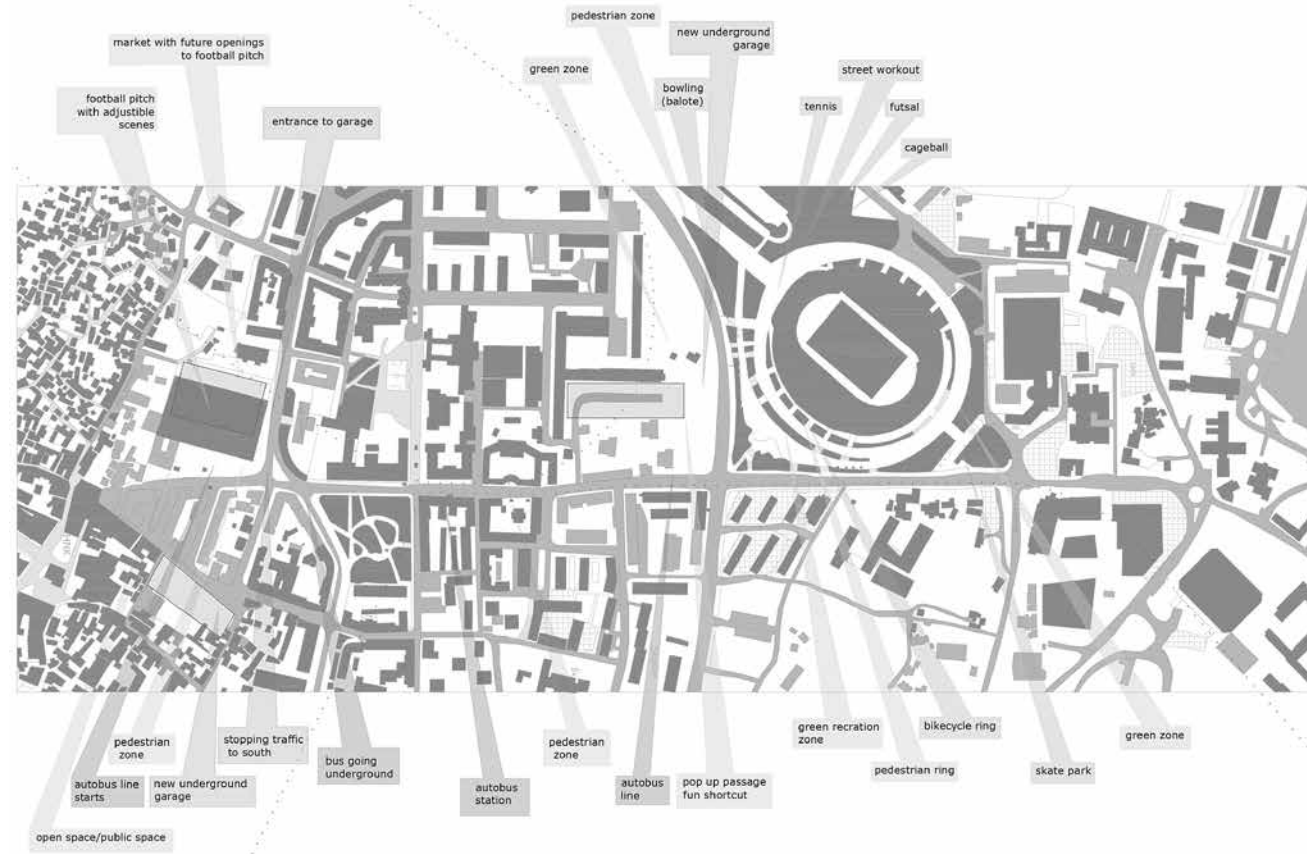 pedestrian zone
new underground
garage
market with future openings
to football pitch
green zone
street workout
bowling
(balote)
football pitch
with adjustible
scenes
tennis
futsal
entrance to garage
cageball
pedestrian
zone
stopping traffic
to south
bus going
underground
pedestrian
zone
green recration
zone
bikecycle ring
green zone
autobus line
starts
new underground
garage
autobus
station
autobus
line
pop up passage
fun shortcut
pedestrian ring
skate park
open space/public space